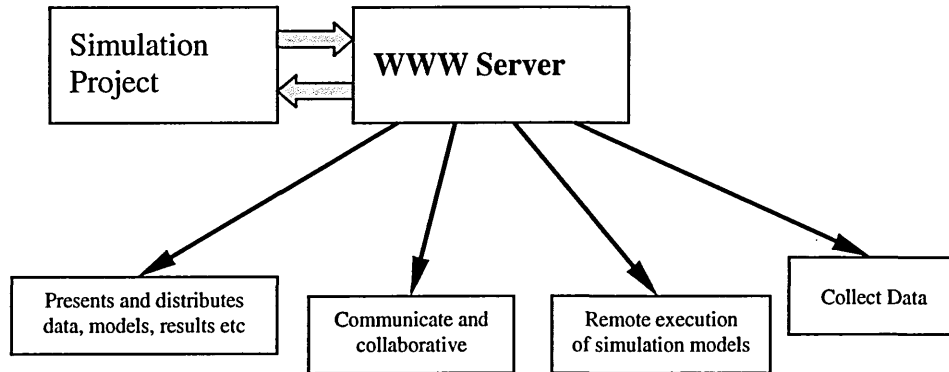 Simulation
Project
WWW Server
Presents and distributes
data, models, results etc
Communicate and
collaborative
Remote execution
of simulation models
Collect Data